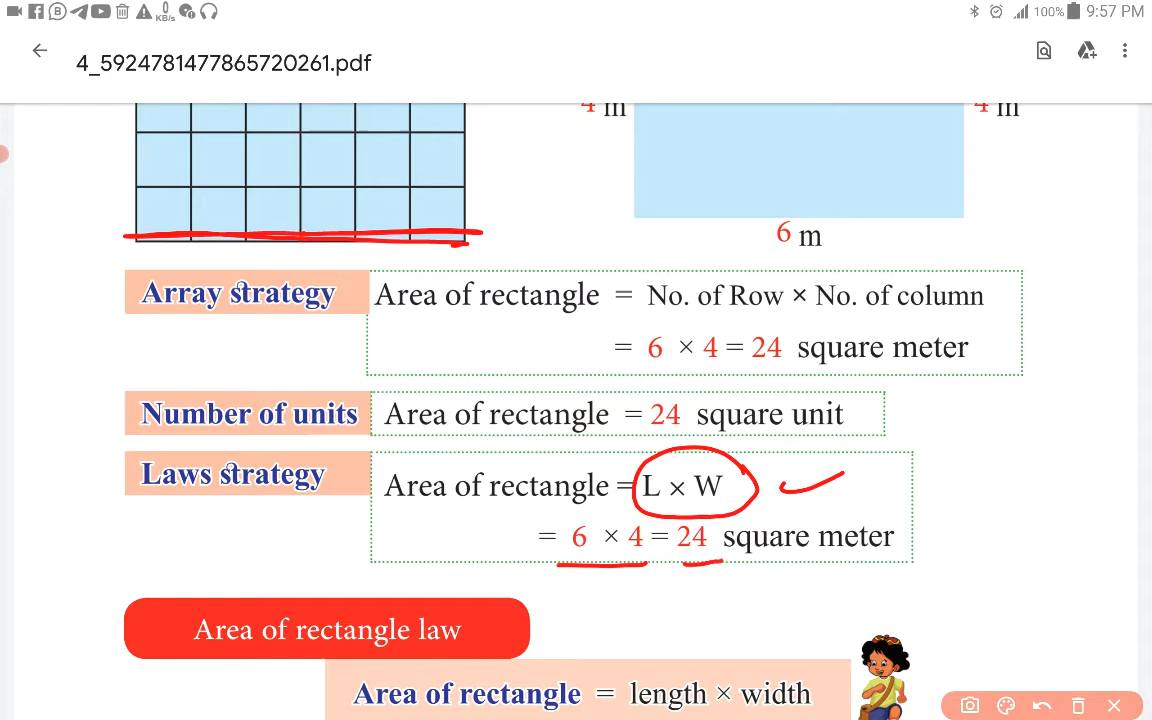 0
KB/s
100%
9:57 PM
4_5924781477865720261.pdf
4 m
4 m
6 m
Array strategy
Area of rectangle = No. of Row × No. of column
= 6 × 4 = 24 square meter
Number of units
Area of rectangle = 24 square unit
Laws strategy
Area of rectangle = L × W
= 6 × 4 = 24 square meter
Area of rectangle law
Area of rectangle = length × width